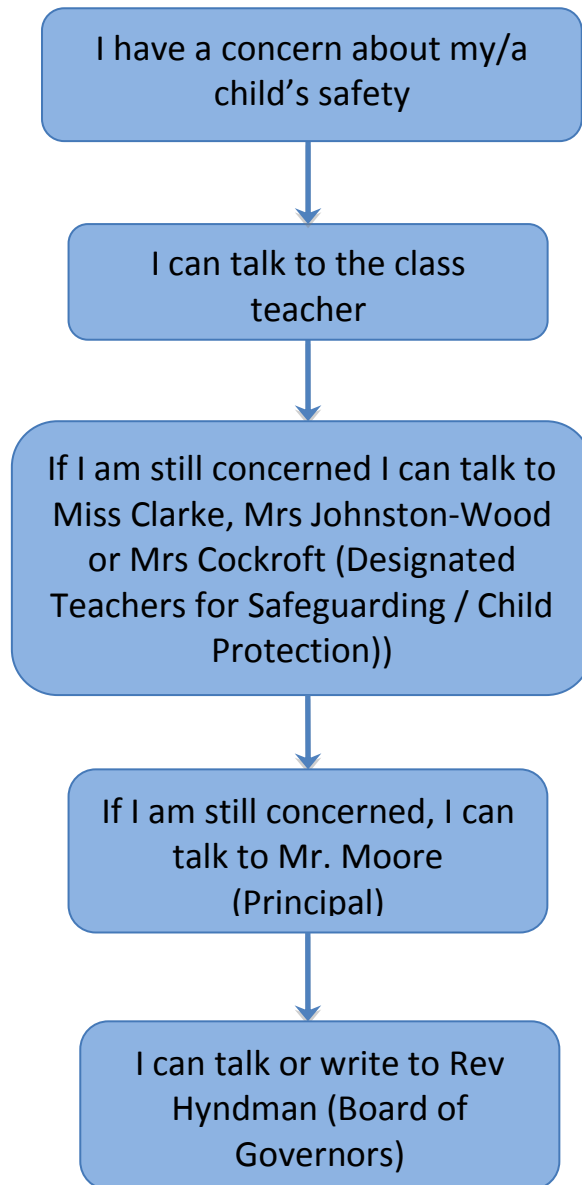 I have a concern about my/a
child’s safety
I can talk to the class
teacher
If I am still concerned I can talk to
Miss Clarke, Mrs Johnston-Wood
or Mrs Cockroft (Designated
Teachers for Safeguarding / Child
Protection))
If I am still concerned, I can
talk to Mr. Moore
(Principal)
I can talk or write to Rev
Hyndman (Board of
Governors)